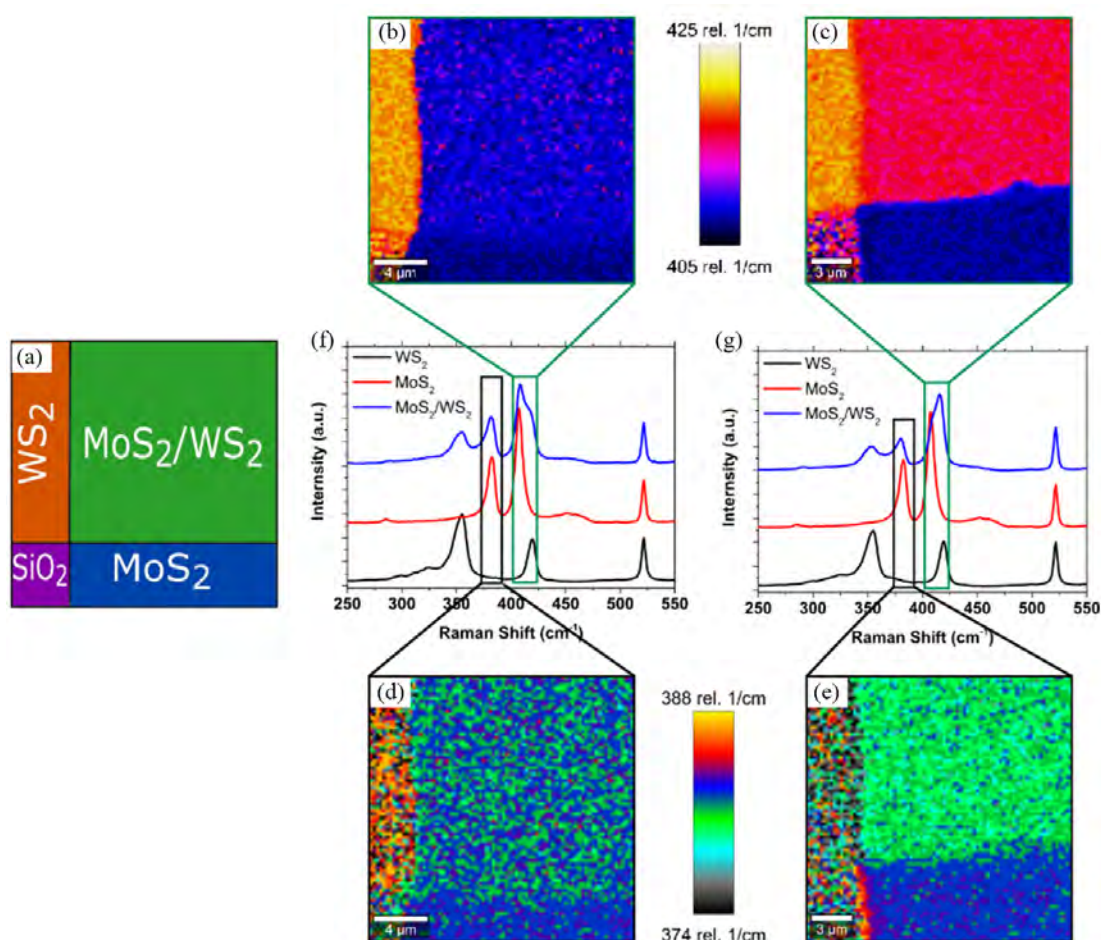 (b)
425 rel. 1/cm
405 rel. 1/cm
(c)
4 µm
3 µm
(a)
WS2
MoS2/WS2
SiO2
MoS2
(f)
WS2
MoS2
MoS2/WS2
Internsity (a.u.)
250 300 350 400 450 500 550
Raman Shift (cm-1)
(g)
WS2
MoS2
MoS2/WS2
Internsity (a.u.)
250 300 350 400 450 500 550
Raman Shift (cm-1)
(d)
388 rel. 1/cm
374 rel. 1/cm
(e)
4 µm
3 µm